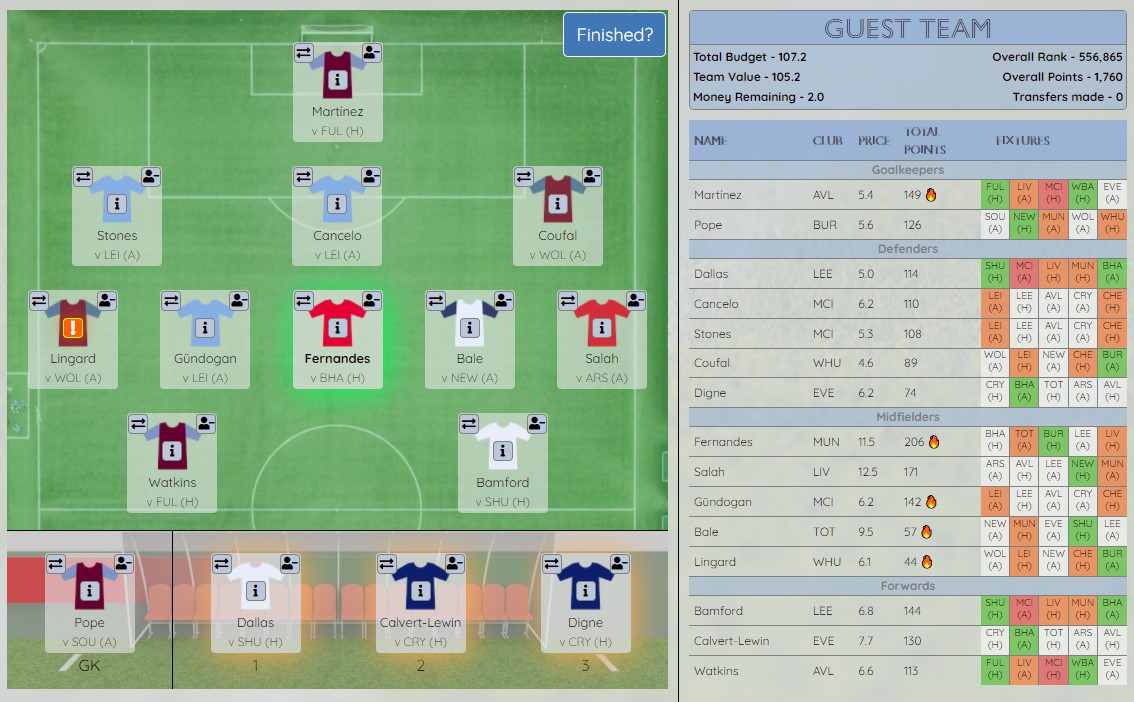 Finished?
Martínez
v FUL (H)
Stones
v LEI (A)
Cancelo
v LEI (A)
Coufal
v WOL (A)
Lingard
v WOL (A)
Gündogan
v LEI (A)
Fernandes
v BHA (H)
Bale
v NEW (A)
Salah
v ARS (A)
Watkins
v FUL (H)
Bamford
v SHU (H)
Pope
v SOU (A)
GK
Dallas
v SHU (H)
1
Calvert-Lewin
v CRY (H)
2
Digne
v CRY (H)
3
GUEST TEAM
Total Budget - 107.2 Overall Rank - 556,865
Team Value - 105.2 Overall Points - 1,760
Money Remaining - 2.0 Transfers made - 0
NAME CLUB PRICE TOTAL POINTS FIXTURES
Goalkeepers
Martínez AVL 5.4 149 FUL (H) LIV (A) MCI (H) WBA (H) EVE (A)
Pope BUR 5.6 126 SOU (A) NEW (H) MUN (A) WOL (A) WHU (H)
Defenders
Dallas LEE 5.0 114 SHU (H) MCI (A) LIV (H) MUN (H) BHA (A)
Cancelo MCI 6.2 110 LEI (A) LEE (H) AVL (A) CRY (A) CHE (H)
Stones MCI 5.3 108 LEI (A) LEE (H) AVL (A) CRY (A) CHE (H)
Coufal WHU 4.6 89 WOL (A) LEI (H) NEW (A) CHE (H) BUR (A)
Digne EVE 6.2 74 CRY (H) BHA (A) TOT (H) ARS (A) AVL (H)
Midfielders
Fernandes MUN 11.5 206 BHA (H) TOT (A) BUR (H) LEE (A) LIV (H)
Salah LIV 12.5 171 ARS (A) AVL (H) LEE (A) NEW (H) MUN (A)
Gündogan MCI 6.2 142 LEI (A) LEE (H) AVL (A) CRY (A) CHE (H)
Bale TOT 9.5 57 NEW (A) MUN (H) EVE (A) SHU (H) LEE (A)
Lingard WHU 6.1 44 WOL (A) LEI (H) NEW (A) CHE (H) BUR (A)
Forwards
Bamford LEE 6.8 144 SHU (H) MCI (A) LIV (H) MUN (H) BHA (A)
Calvert-Lewin EVE 7.7 130 CRY (H) BHA (A) TOT (H) ARS (A) AVL (H)
Watkins AVL 6.6 113 FUL (H) LIV (A) MCI (H) WBA (H) EVE (A)